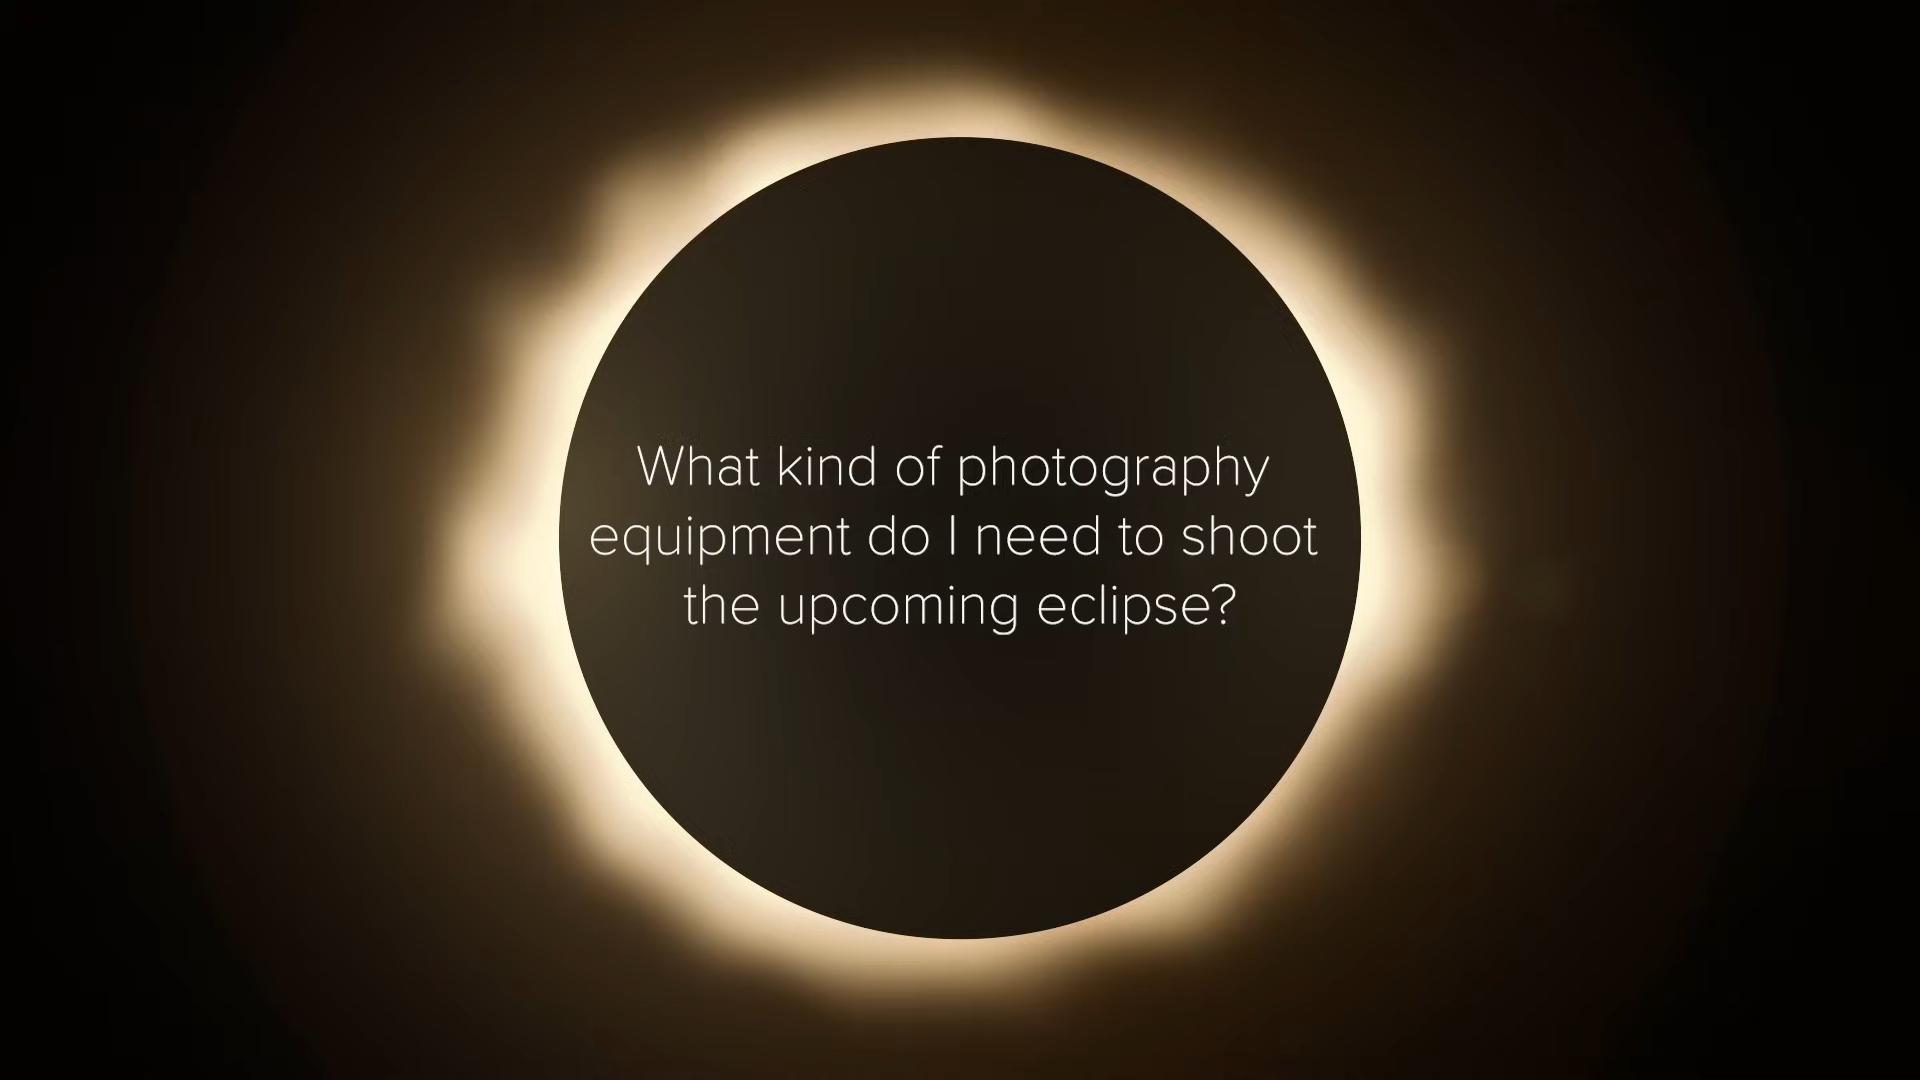 What kind of photography
equipment do I need to shoot
the upcoming eclipse?